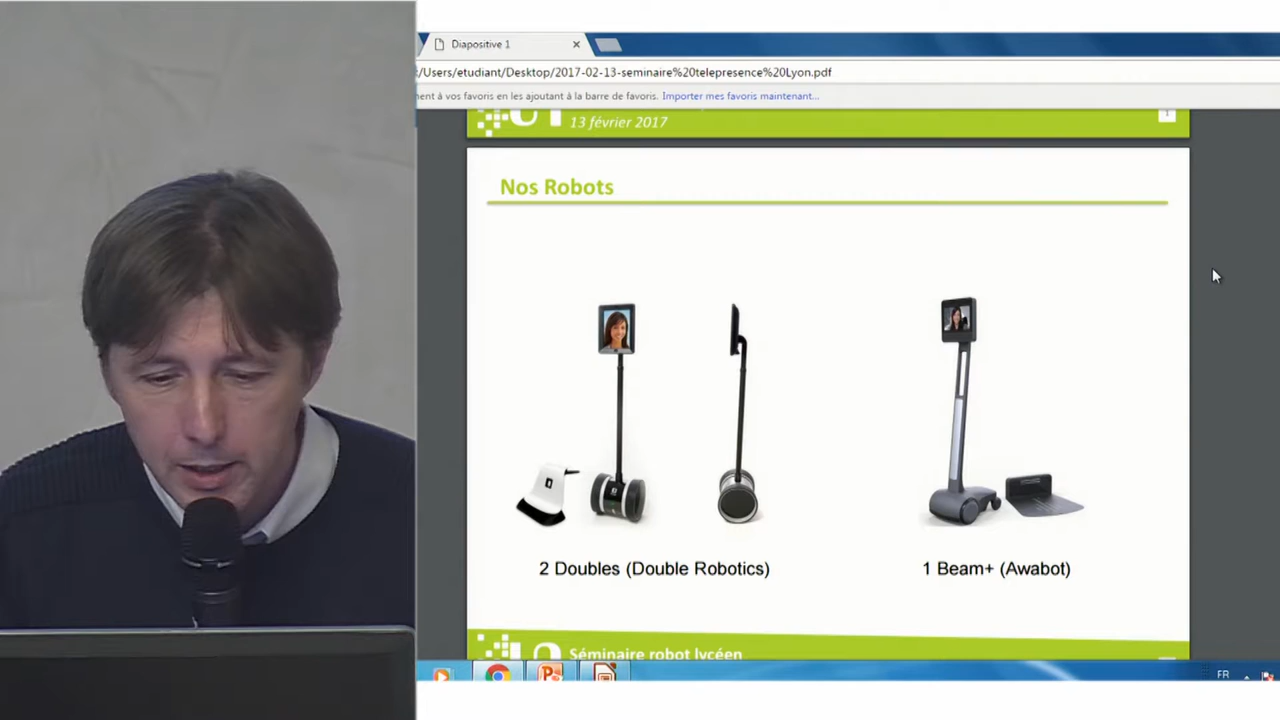 Diapositive 1
:/Users/etudiant/Desktop/2017-02-13-seminaire%20telepresence%20Lyon.pdf
ment à vos favoris en les ajoutant à la barre de favoris. Importer mes favoris maintenant...
13 février 2017
1
Nos Robots
2 Doubles (Double Robotics)
1 Beam+ (Awabot)
Séminaire robot lycéen
FR